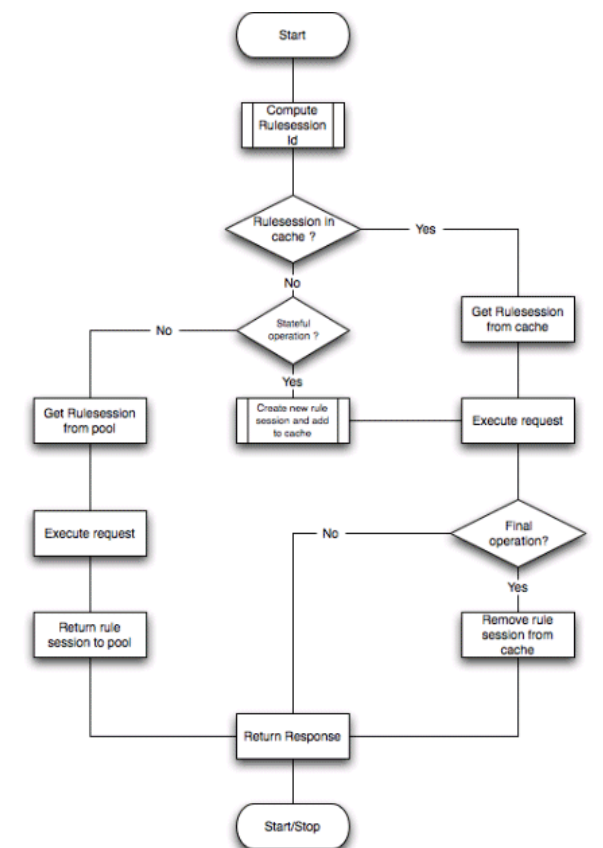 Start
Compute
Rulesession
Id
Rulesession in
cache ?
Yes
No
Stateful
operation ?
No
Yes
Get Rulesession
from cache
Get Rulesession
from pool
Create new rule
session and add
to cache
Execute request
Execute request
Final
operation?
No
Yes
Return rule
session to pool
Remove rule
session from
cache
Return Response
Start/Stop